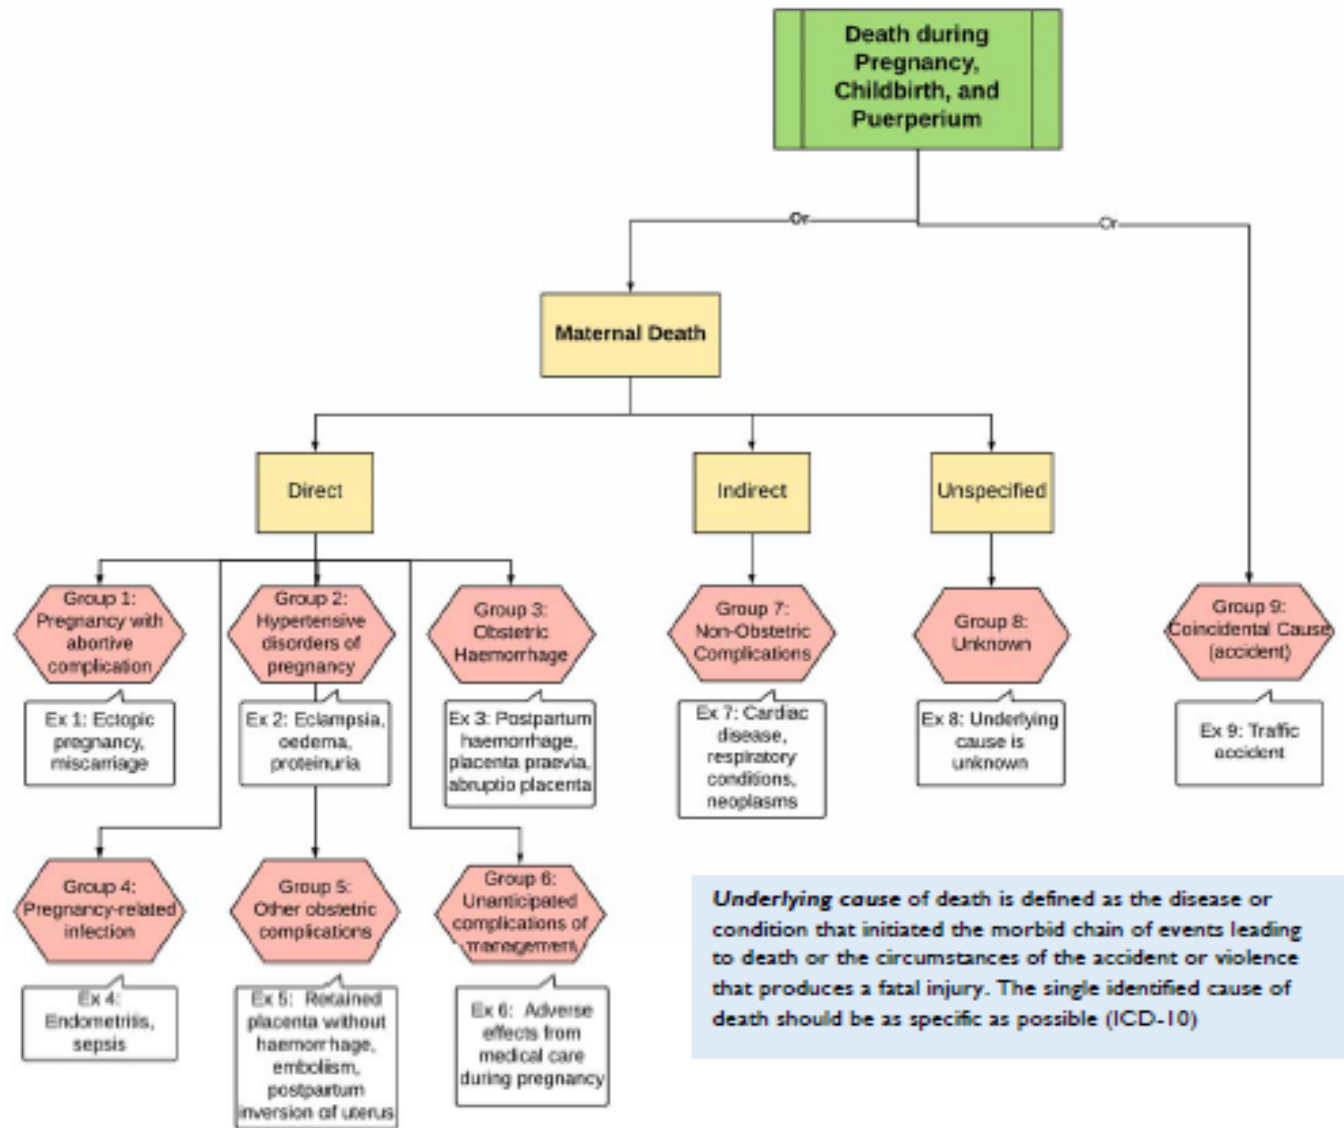 Death during
Pregnancy,
Childbirth, and
Puerperium
Or
Or
Maternal Death
Direct
Indirect
Unspecified
Group 1:
Pregnancy with
abortive
complication
Group 2:
Hypertensive
disorders of
pregnancy
Group 3:
Obstetric
Haemorrhage
Group 7:
Non-Obstetric
Complications
Group 8:
Unknown
Group 9:
Coincidental Cause
(accident)
Ex 1: Ectopic
pregnancy,
miscarriage
Ex 2: Eclampsia,
oedema,
proteinuria
Ex 3: Postpartum
haemorrhage,
placenta praevia,
abruptio placenta
Ex 7: Cardiac
disease,
respiratory
conditions,
neoplasms
Ex 8: Underlying
cause is
unknown
Ex 9: Traffic
accident
Group 4:
Pregnancy-related
infection
Group 5:
Other obstetric
complications
Group 6:
Unanticipated
complications of
management
Ex 4:
Endometritis,
sepsis
Ex 5: Retained
placenta without
haemorrhage,
emboliism,
postpartum
inversion of uterus
Ex 6: Adverse
effects from
medical care
during pregnancy
Underlying cause of death is defined as the disease or
condition that initiated the morbid chain of events leading
to death or the circumstances of the accident or violence
that produces a fatal injury. The single identified cause of
death should be as specific as possible (ICD-10)